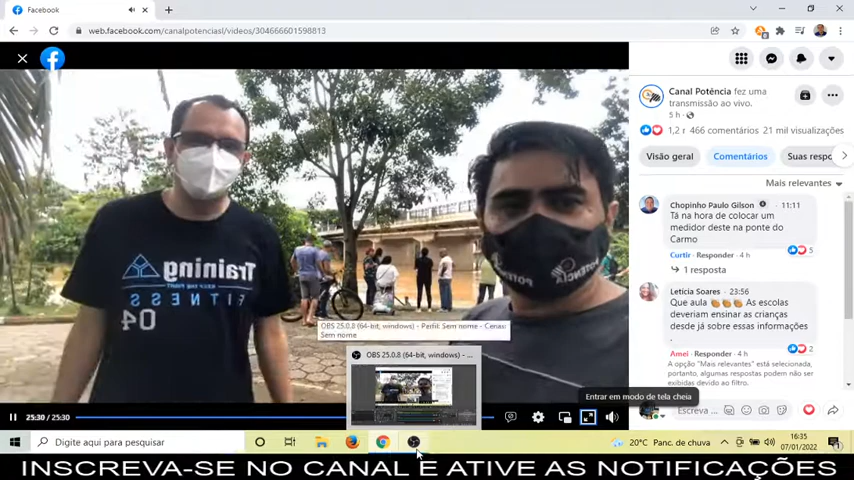 Facebook
web.facebook.com/canalpotenciasl/videos/304666601598813
Canal Potência fez uma
transmissão ao vivo.
5 h ·
466 comentários 21 mil visualizações
Visão geral
Comentários
Mais relevantes
Chopinho Paulo Gilson · 11:11
Tá na hora de colocar um
medidor deste na ponte do
Carmo
5
Curtir · Responder · 4 h
1 resposta
Letícia Soares · 23:56
Que aula 👏👏👏 As escolas
deveriam ensinar as crianças
desde já sobre essas informações
.
2
Amei · Responder · 4 h
A opção "Mais relevantes" está selecionada,
portanto, algumas respostas podem não ser
exibidas devido ao filtro.
Training
FITNESS
04
POTÊNCIA
OBS 25.0.8 (64-bit, windows) - Perfil: Sem nome - Cenas:
Sem nome
OBS 25.0.8 (64-bit, windows) - ...
Entrar em modo de tela cheia
25:30 / 25:30
Escreva ...
Digite aqui para pesquisar
20°C Panc. de chuva
16:35
07/01/2022
INSCREVA-SE NO CANAL E ATIVE AS NOTIFICAÇÕES